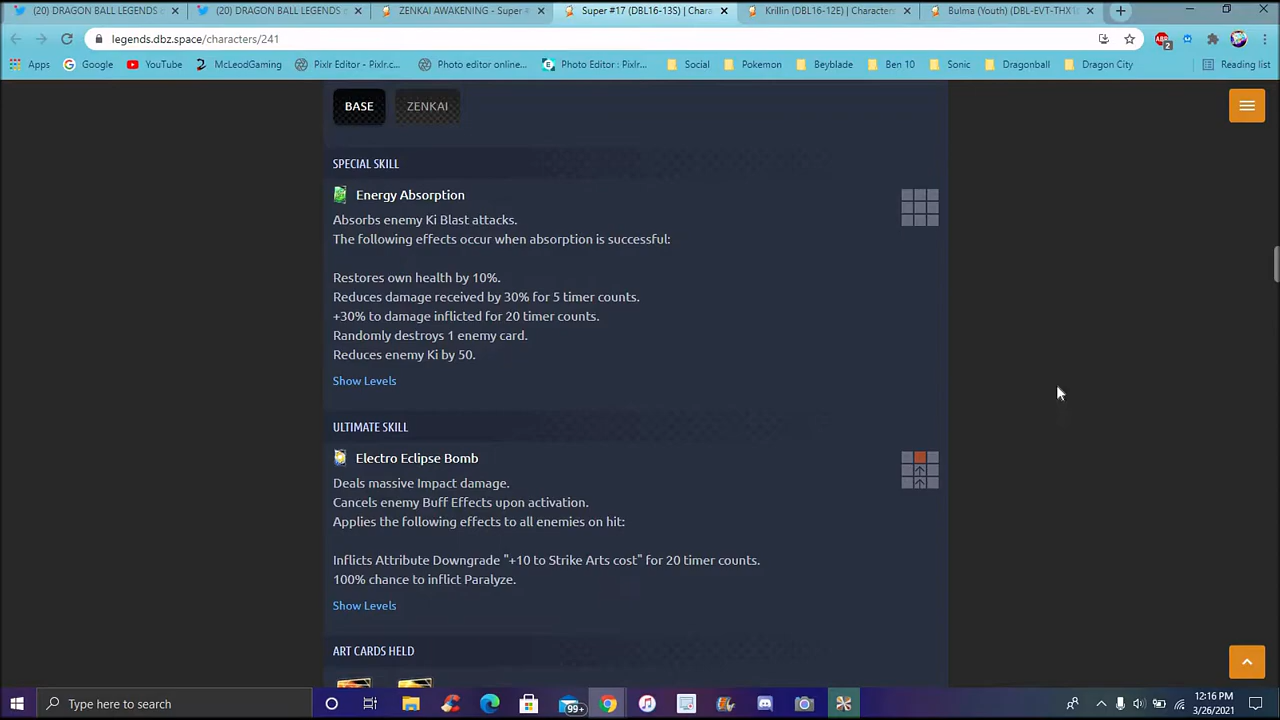 (20) DRAGON BALL LEGENDS
(20) DRAGON BALL LEGENDS
ZENKAI AWAKENING - Super
Super #17 (DBL16-13S) | Chara
Krillin (DBL16-12E) | Characters
Bulma (Youth) (DBL-EVT-THX
legends.dbz.space/characters/241
2
Apps
Google
YouTube
McLeodGaming
Pixlr Editor - Pixlr.c...
Photo editor online...
Photo Editor : Pixlr...
Social
Pokemon
Beyblade
Ben 10
Sonic
Dragonball
Dragon City
Reading list
BASE
ZENKAI
SPECIAL SKILL
Energy Absorption
Absorbs enemy Ki Blast attacks.
The following effects occur when absorption is successful:
Restores own health by 10%.
Reduces damage received by 30% for 5 timer counts.
+30% to damage inflicted for 20 timer counts.
Randomly destroys 1 enemy card.
Reduces enemy Ki by 50.
Show Levels
ULTIMATE SKILL
Electro Eclipse Bomb
Deals massive Impact damage.
Cancels enemy Buff Effects upon activation.
Applies the following effects to all enemies on hit:
Inflicts Attribute Downgrade "+10 to Strike Arts cost" for 20 timer counts.
100% chance to inflict Paralyze.
Show Levels
ART CARDS HELD
Type here to search
99+
12:16 PM
3/26/2021